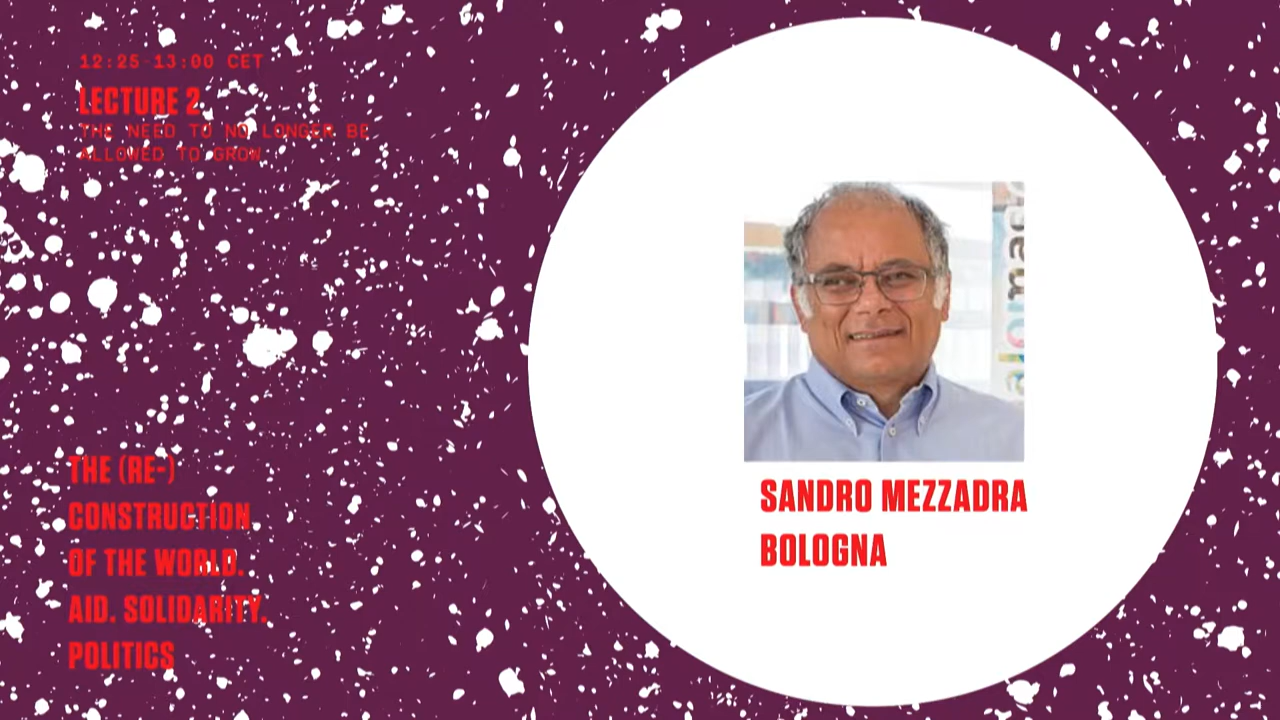 12:25-13:00 CET
LECTURE 2
THE NEED TO NO LONGER BE
ALLOWED TO GROW
THE (RE-)
CONSTRUCTION
OF THE WORLD.
AID. SOLIDARITY.
POLITICS
SANDRO MEZZADRA
BOLOGNA